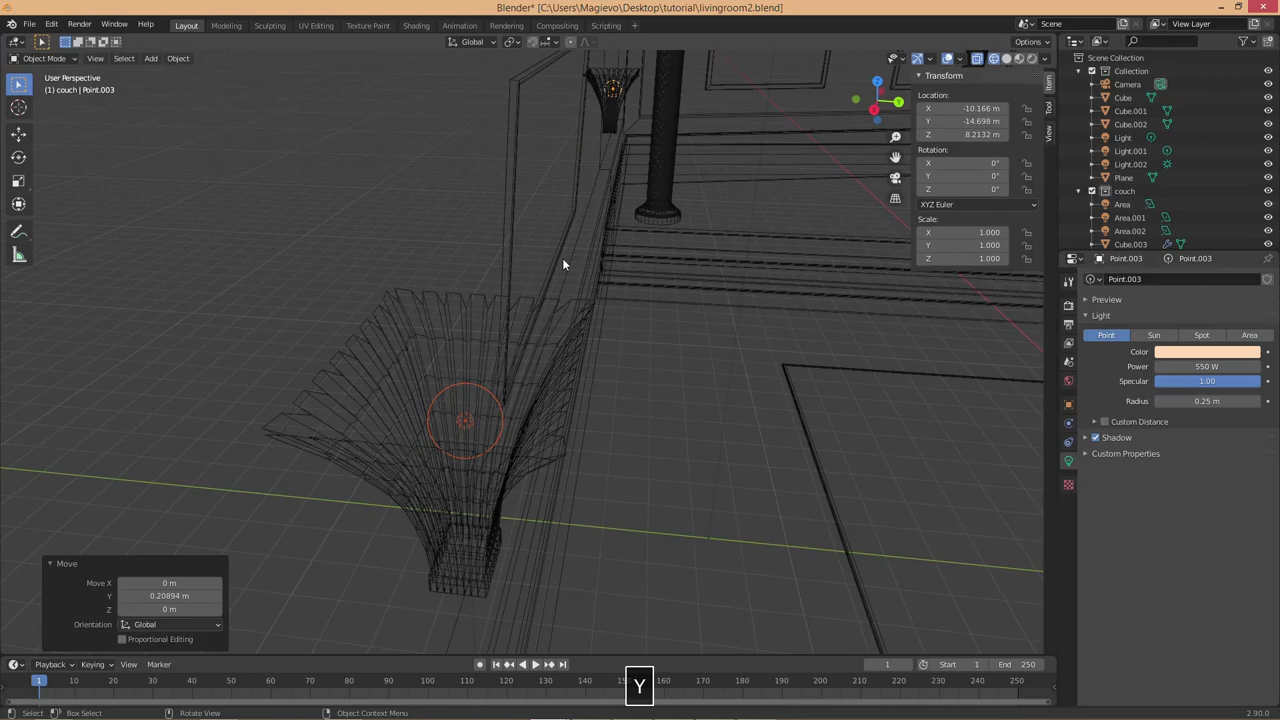 Blender* [C:\Users\Magievo\Desktop\tutorial\livingroom2.blend]
File Edit Render Window Help Layout Modeling Sculpting UV Editing Texture Paint Shading Animation Rendering Compositing Scripting Scene View Layer
Global Options
Object Mode View Select Add Object
User Perspective
(1) couch | Point.003
Transform
Location:
X -10.166 m
Y -14.698 m
Z 8.2132 m
Rotation:
X 0°
Y 0°
Z 0°
XYZ Euler
Scale:
X 1.000
Y 1.000
Z 1.000
Item
Tool
View
Z
Y
X
Scene Collection
Collection
Camera
Cube
Cube.001
Cube.002
Light
Light.001
Light.002
Plane
couch
Area
Area.001
Area.002
Cube.003
Point.003 Point.003
Point.003
Preview
Light
Point Sun Spot Area
Color
Power 550 W
Specular 1.00
Radius 0.25 m
Custom Distance
Shadow
Custom Properties
Move
Move X 0 m
Y 0.20894 m
Z 0 m
Orientation Global
Proportional Editing
Y
Playback Keying View Marker 1 Start 1 End 250
1 10 20 30 40 50 60 70 80 90 100 110 120 130 140 150 160 170 180 190 200 210 220 230 240 250
Select Box Select Rotate View Object Context Menu 2.90.0